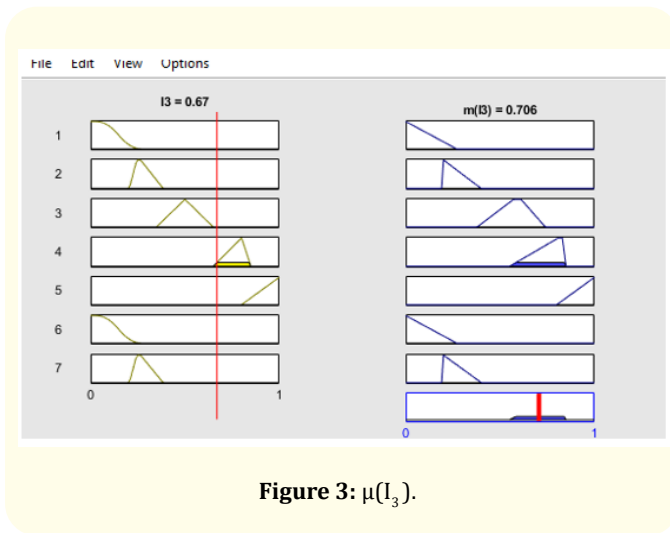 File Edit View Options
I3 = 0.67
m(I3) = 0.706
1
2
3
4
5
6
7
0 1
0 1
Figure 3: μ(I₃).